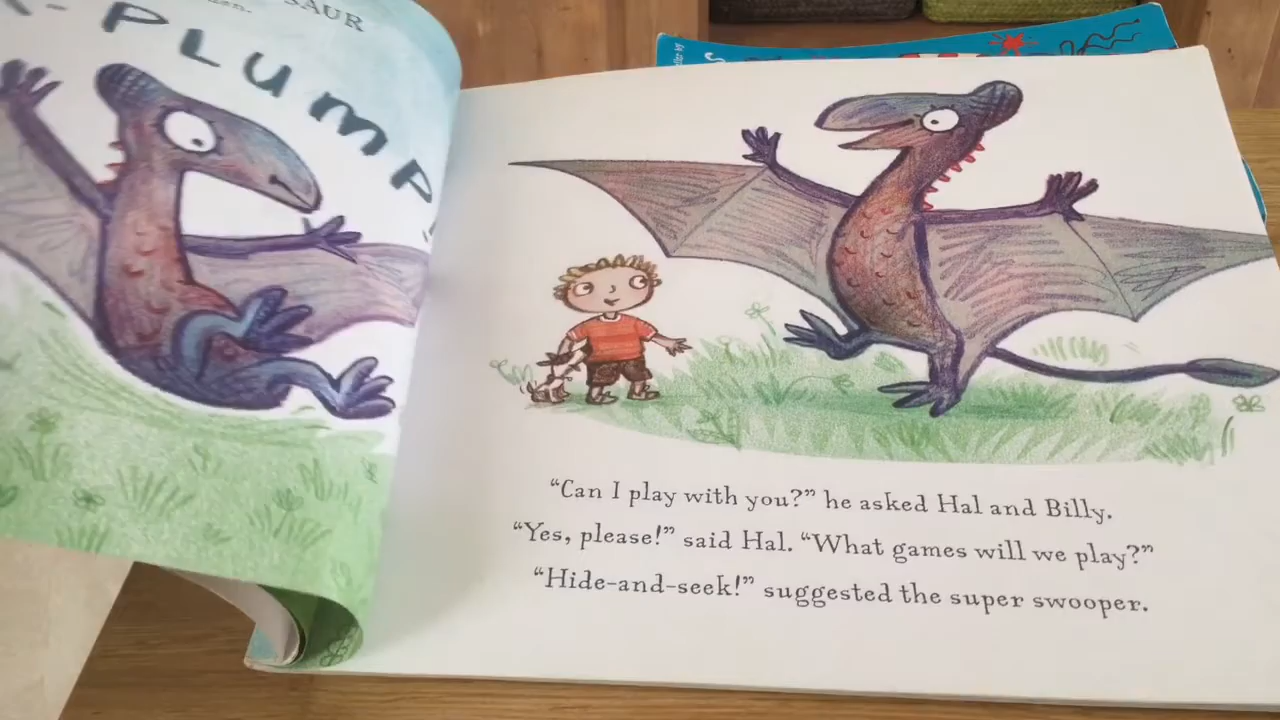 SAUR
PLUMP
“Can I play with you?” he asked Hal and Billy.
“Yes, please!” said Hal. “What games will we play?”
“Hide-and-seek!” suggested the super swooper.